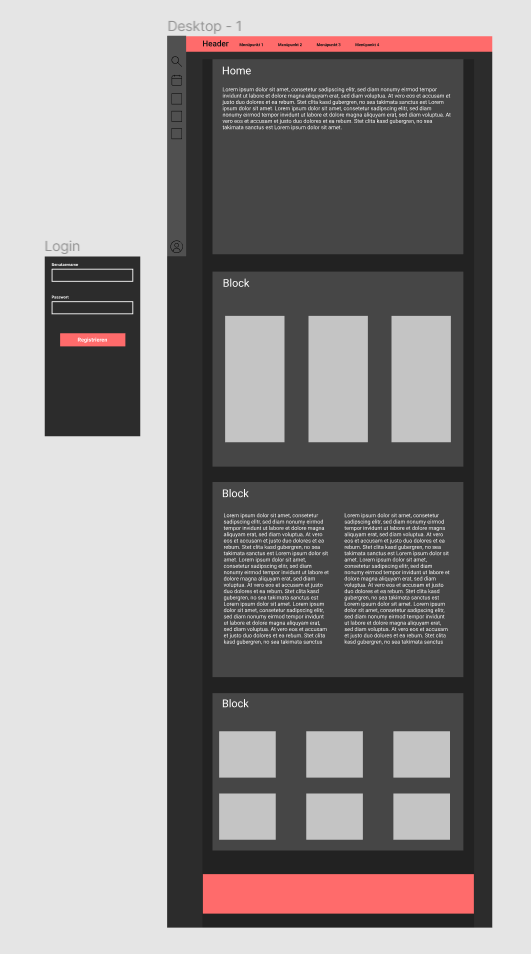 Desktop - 1
Header
Menüpunkt 1
Menüpunkt 2
Menüpunkt 3
Menüpunkt 4
Home
Lorem ipsum dolor sit amet, consetetur sadipscing elitr, sed diam nonumy eirmod tempor
invidunt ut labore et dolore magna aliquyam erat, sed diam voluptua. At vero eos et accusam et
justo duo dolores et ea rebum. Stet clita kasd gubergren, no sea takimata sanctus est Lorem
ipsum dolor sit amet. Lorem ipsum dolor sit amet, consetetur sadipscing elitr, sed diam
nonumy eirmod tempor invidunt ut labore et dolore magna aliquyam erat, sed diam voluptua. At
vero eos et accusam et justo duo dolores et ea rebum. Stet clita kasd gubergren, no sea
takimata sanctus est Lorem ipsum dolor sit amet.
Login
Benutzername
Passwort
Registrieren
Block
Block
Lorem ipsum dolor sit amet, consetetur
sadipscing elitr, sed diam nonumy eirmod
tempor invidunt ut labore et dolore magna
aliquyam erat, sed diam voluptua. At vero
eos et accusam et justo duo dolores et ea
rebum. Stet clita kasd gubergren, no sea
takimata sanctus est Lorem ipsum dolor sit
amet. Lorem ipsum dolor sit amet,
consetetur sadipscing elitr, sed diam
nonumy eirmod tempor invidunt ut labore et
dolore magna aliquyam erat, sed diam
voluptua. At vero eos et accusam et justo
duo dolores et ea rebum. Stet clita kasd
gubergren, no sea takimata sanctus est
Lorem ipsum dolor sit amet. Lorem ipsum
dolor sit amet, consetetur sadipscing elitr,
sed diam nonumy eirmod tempor invidunt
ut labore et dolore magna aliquyam erat,
sed diam voluptua. At vero eos et accusam
et justo duo dolores et ea rebum. Stet clita
kasd gubergren, no sea takimata sanctus
Lorem ipsum dolor sit amet, consetetur
sadipscing elitr, sed diam nonumy eirmod
tempor invidunt ut labore et dolore magna
aliquyam erat, sed diam voluptua. At vero
eos et accusam et justo duo dolores et ea
rebum. Stet clita kasd gubergren, no sea
takimata sanctus est Lorem ipsum dolor sit
amet. Lorem ipsum dolor sit amet,
consetetur sadipscing elitr, sed diam
nonumy eirmod tempor invidunt ut labore et
dolore magna aliquyam erat, sed diam
voluptua. At vero eos et accusam et justo
duo dolores et ea rebum. Stet clita kasd
gubergren, no sea takimata sanctus est
Lorem ipsum dolor sit amet. Lorem ipsum
dolor sit amet, consetetur sadipscing elitr,
sed diam nonumy eirmod tempor invidunt
ut labore et dolore magna aliquyam erat,
sed diam voluptua. At vero eos et accusam
et justo duo dolores et ea rebum. Stet clita
kasd gubergren, no sea takimata sanctus
Block